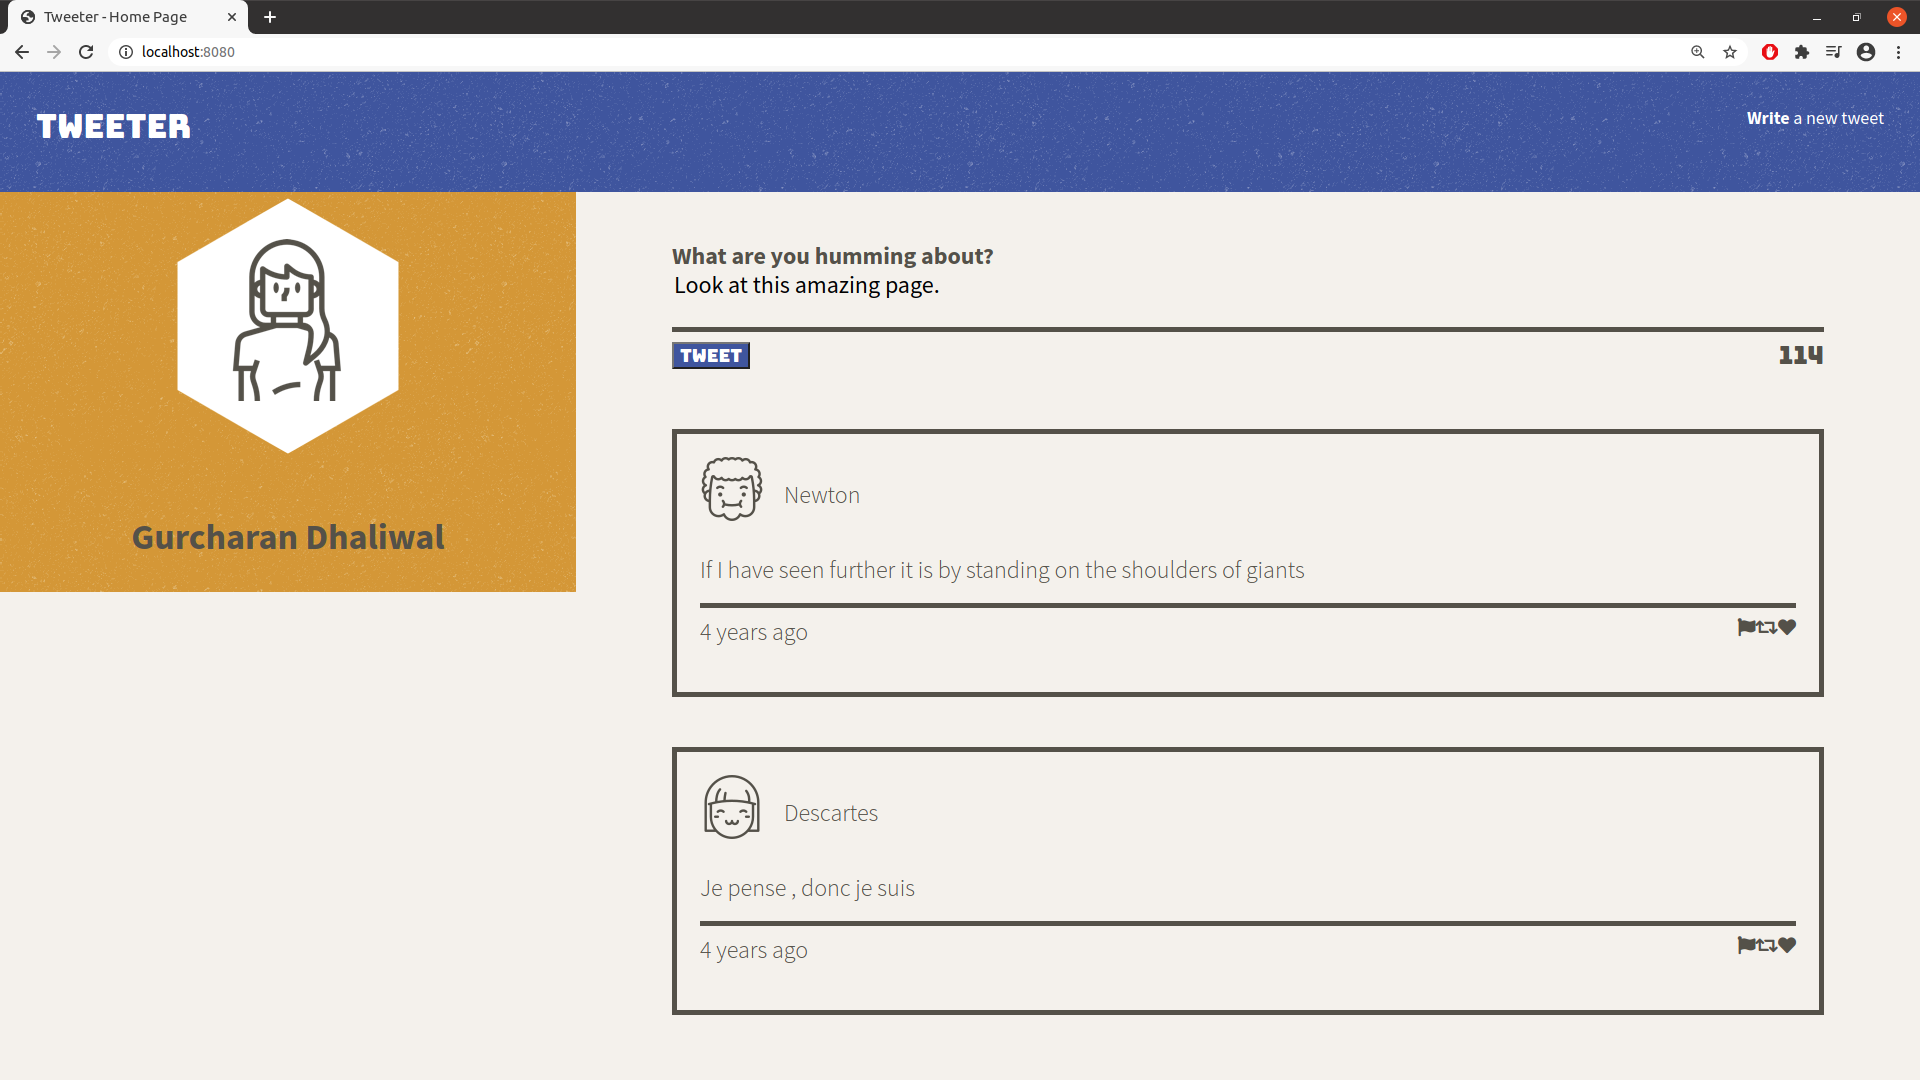 Tweeter - Home Page
localhost:8080
TWEETER
Write a new tweet
Gurcharan Dhaliwal
What are you humming about?
Look at this amazing page.
TWEET
114
Newton
If I have seen further it is by standing on the shoulders of giants
4 years ago
Descartes
Je pense , donc je suis
4 years ago